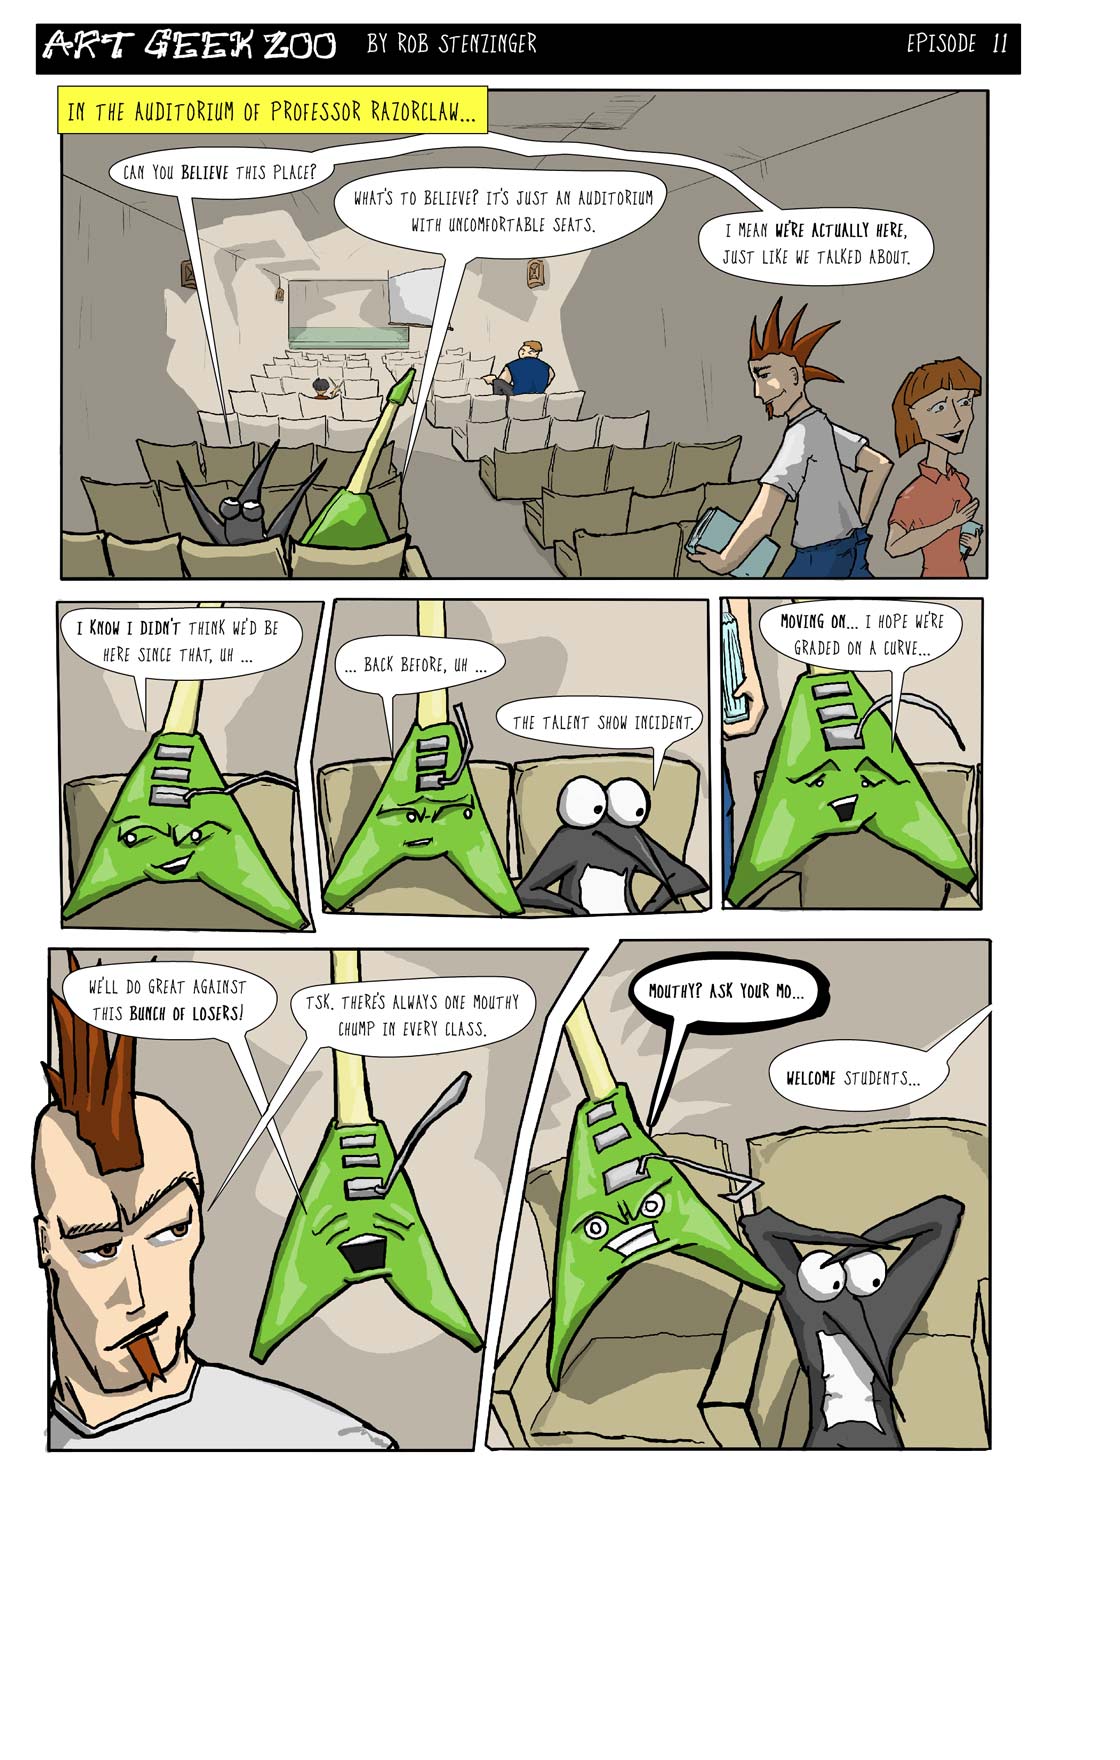 ART GEEK ZOO BY ROB STENZINGER EPISODE 11
IN THE AUDITORIUM OF PROFESSOR RAZORCLAW...
CAN YOU BELIEVE THIS PLACE?
WHAT'S TO BELIEVE? IT'S JUST AN AUDITORIUM
WITH UNCOMFORTABLE SEATS.
I MEAN WE'RE ACTUALLY HERE,
JUST LIKE WE TALKED ABOUT.
I KNOW I DIDN'T THINK WE'D BE
HERE SINCE THAT, UH ...
... BACK BEFORE, UH ...
THE TALENT SHOW INCIDENT.
MOVING ON... I HOPE WE'RE
GRADED ON A CURVE...
WE'LL DO GREAT AGAINST
THIS BUNCH OF LOSERS!
TSK. THERE'S ALWAYS ONE MOUTHY
CHUMP IN EVERY CLASS.
MOUTHY? ASK YOUR MO...
WELCOME STUDENTS...